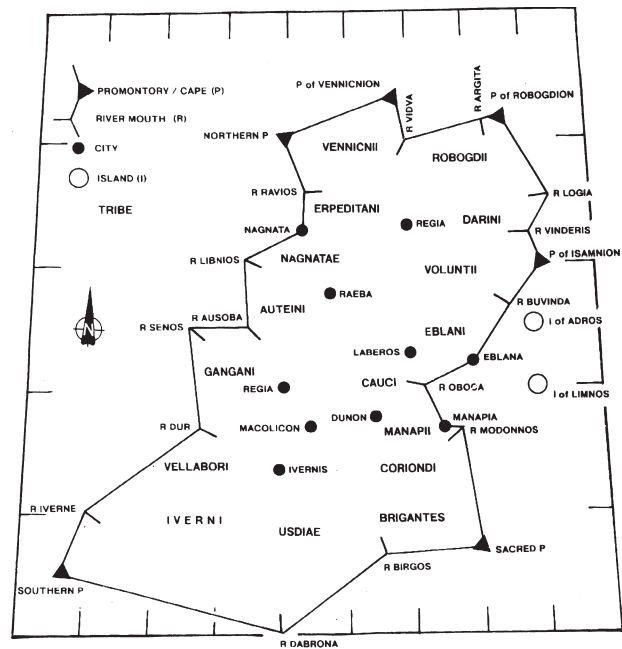 PROMONTORY / CAPE (P)
RIVER MOUTH (R)
CITY
ISLAND (I)
TRIBE
N
P of VENNICNION
R VIDVA
R ARGITA
P of ROBOGDION
NORTHERN P
VENNICNII
ROBOGDII
R RAVIOS
ERPEDITANI
R LOGIA
NAGNATA
REGIA
DARINI
R VINDERIS
R LIBNIOS
NAGNATAE
VOLUNTII
P of ISAMNION
RAEBA
R BUVINDA
AUTEINI
R AUSOBA
R SENOS
EBLANI
I of ADROS
LABEROS
EBLANA
GANGANI
REGIA
CAUCI
R OBOCA
I of LIMNOS
R DUR
MACOLICON
DUNON
MANAPII
MANAPIA
R MODONNOS
VELLABORI
IVERNIS
CORIONDI
R IVERNE
IVERNI
USDIAE
BRIGANTES
SACRED P
R BIRGOS
SOUTHERN P
R DABRONA